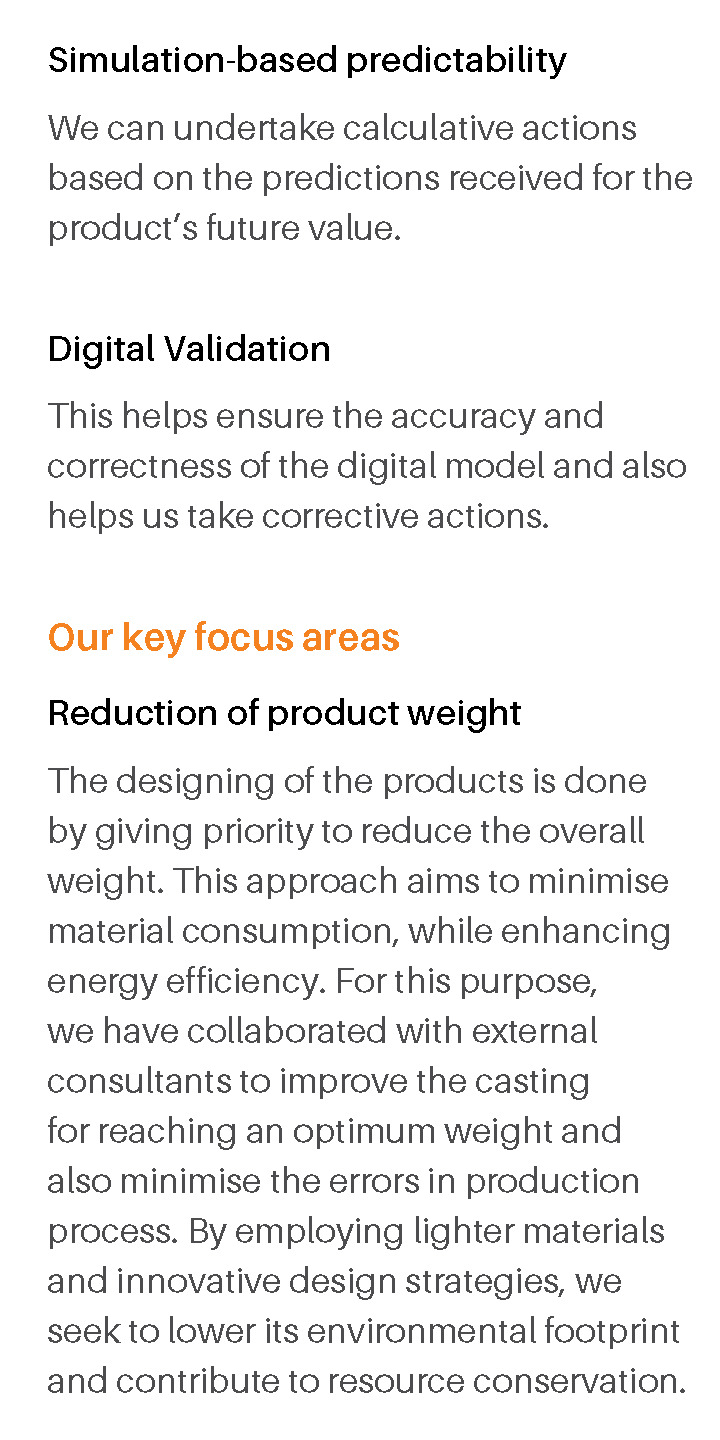 Simulation-based predictability
We can undertake calculative actions
based on the predictions received for the
product’s future value.
Digital Validation
This helps ensure the accuracy and
correctness of the digital model and also
helps us take corrective actions.
Our key focus areas
Reduction of product weight
The designing of the products is done
by giving priority to reduce the overall
weight. This approach aims to minimise
material consumption, while enhancing
energy efficiency. For this purpose,
we have collaborated with external
consultants to improve the casting
for reaching an optimum weight and
also minimise the errors in production
process. By employing lighter materials
and innovative design strategies, we
seek to lower its environmental footprint
and contribute to resource conservation.